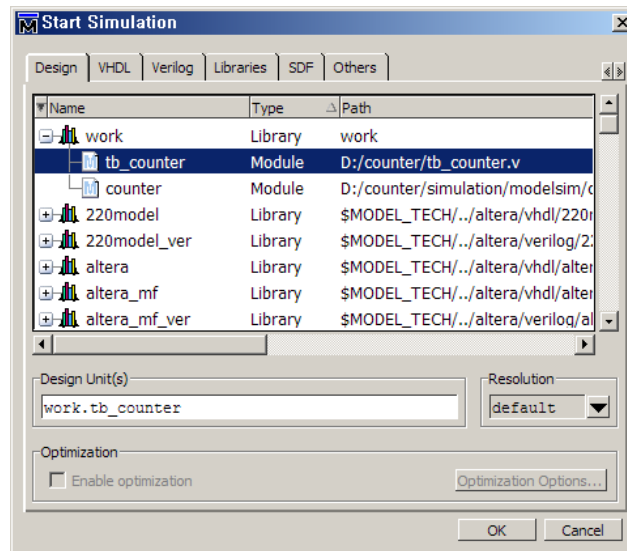 Start Simulation
Design VHDL Verilog Libraries SDF Others
Name Type Path
work Library work
tb_counter Module D:/counter/tb_counter.v
counter Module D:/counter/simulation/modelsim/
220model Library $MODEL_TECH/../altera/vhdl/220
220model_ver Library $MODEL_TECH/../altera/verilog/2
altera Library $MODEL_TECH/../altera/vhdl/alter
altera_mf Library $MODEL_TECH/../altera/vhdl/alter
altera_mf_ver Library $MODEL_TECH/../altera/verilog/al
Design Unit(s)
work.tb_counter
Resolution
default
Optimization
Enable optimization
Optimization Options...
OK Cancel